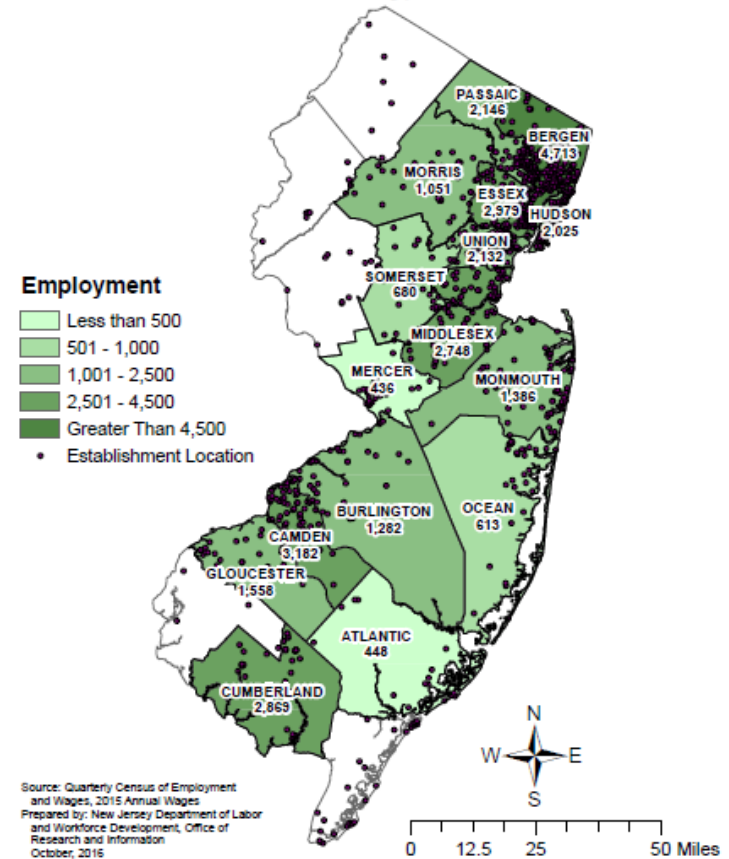 PASSAIC
2,146
BERGEN
4,713
MORRIS
1,051
ESSEX
2,979
HUDSON
2,025
UNION
2,132
SOMERSET
680
Employment
Less than 500
501 - 1,000
1,001 - 2,500
2,501 - 4,500
Greater Than 4,500
Establishment Location
MIDDLESEX
2,748
MERCER
436
MONMOUTH
1,386
OCEAN
613
BURLINGTON
1,282
CAMDEN
3,182
GLOUCESTER
1,558
ATLANTIC
448
CUMBERLAND
2,869
N
W E
S
Source: Quarterly Census of Employment
and Wages, 2015 Annual Wages
Prepared by: New Jersey Department of Labor
and Workforce Development, Office of
Research and Information
October, 2016
0 12.5 25 50 Miles